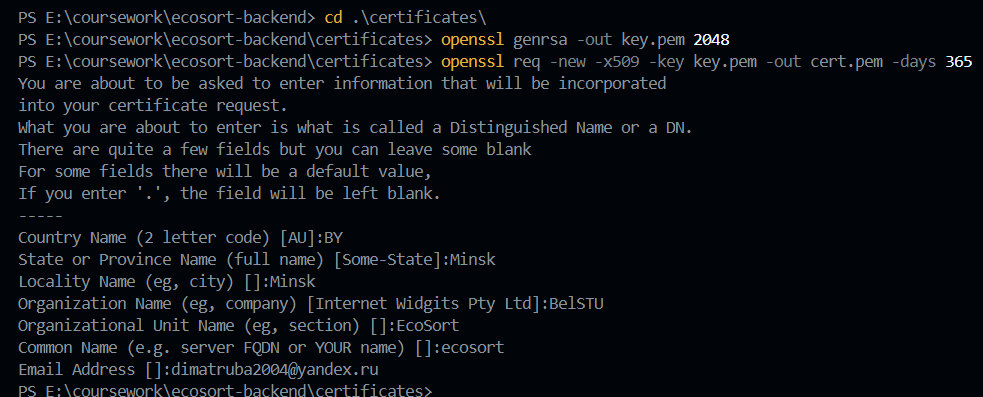 PS E:\coursework\ecosort-backend> cd .\certificates\
PS E:\coursework\ecosort-backend\certificates> openssl genrsa -out key.pem 2048
PS E:\coursework\ecosort-backend\certificates> openssl req -new -x509 -key key.pem -out cert.pem -days 365
You are about to be asked to enter information that will be incorporated
into your certificate request.
What you are about to enter is what is called a Distinguished Name or a DN.
There are quite a few fields but you can leave some blank
For some fields there will be a default value,
If you enter '.', the field will be left blank.
-----
Country Name (2 letter code) [AU]:BY
State or Province Name (full name) [Some-State]:Minsk
Locality Name (eg, city) []:Minsk
Organization Name (eg, company) [Internet Widgits Pty Ltd]:BelSTU
Organizational Unit Name (eg, section) []:EcoSort
Common Name (e.g. server FQDN or YOUR name) []:ecosort
Email Address []:dimatruba2004@yandex.ru
PS E:\coursework\ecosort-backend\certificates>